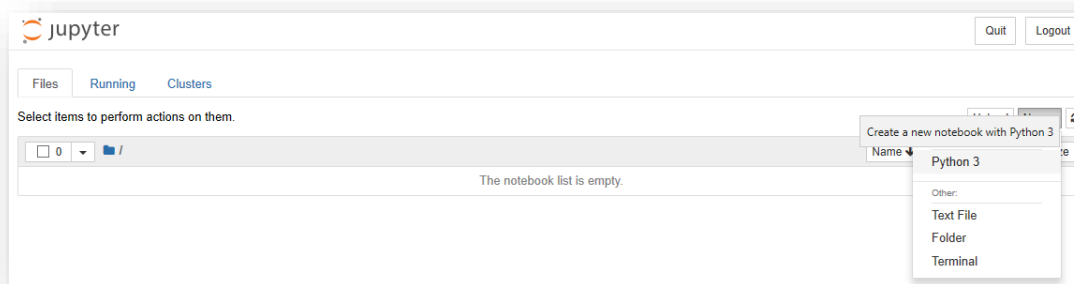 jupyter
Quit Logout
Files Running Clusters
Select items to perform actions on them.
Create a new notebook with Python 3
0 / Name
Python 3
The notebook list is empty.
Other:
Text File
Folder
Terminal